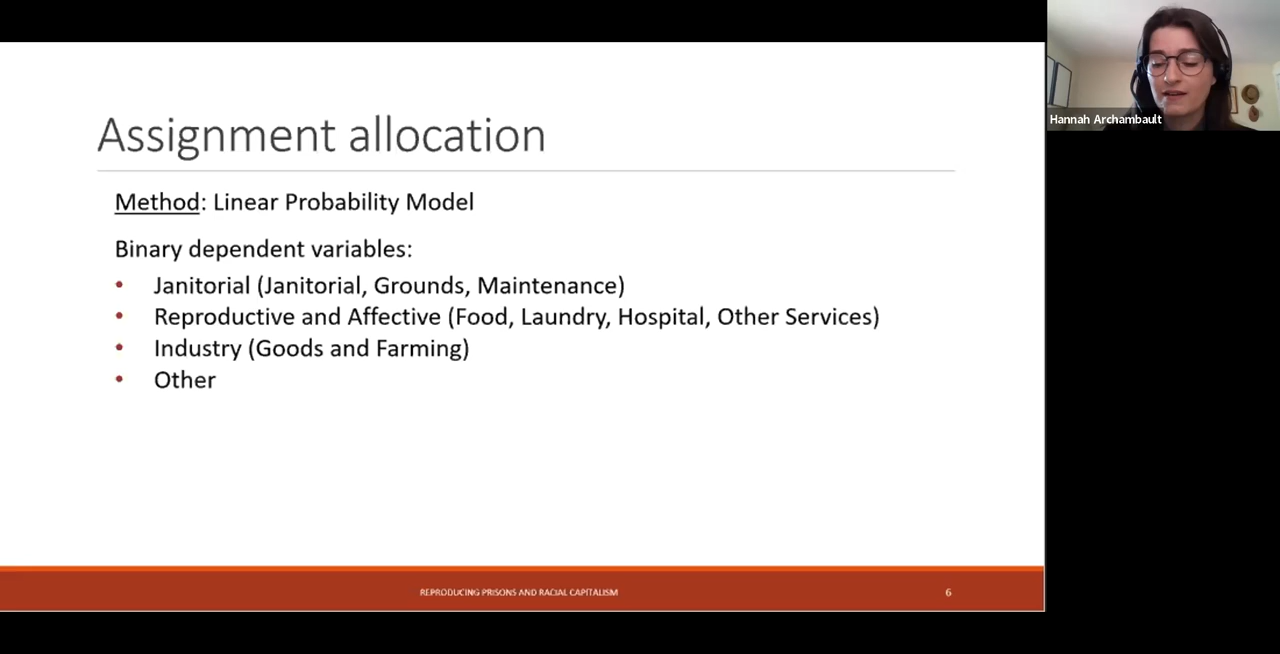 Assignment allocation
Method: Linear Probability Model
Binary dependent variables:
• Janitorial (Janitorial, Grounds, Maintenance)
• Reproductive and Affective (Food, Laundry, Hospital, Other Services)
• Industry (Goods and Farming)
• Other
REPRODUCING PRISONS AND RACIAL CAPITALISM
6
Hannah Archambault